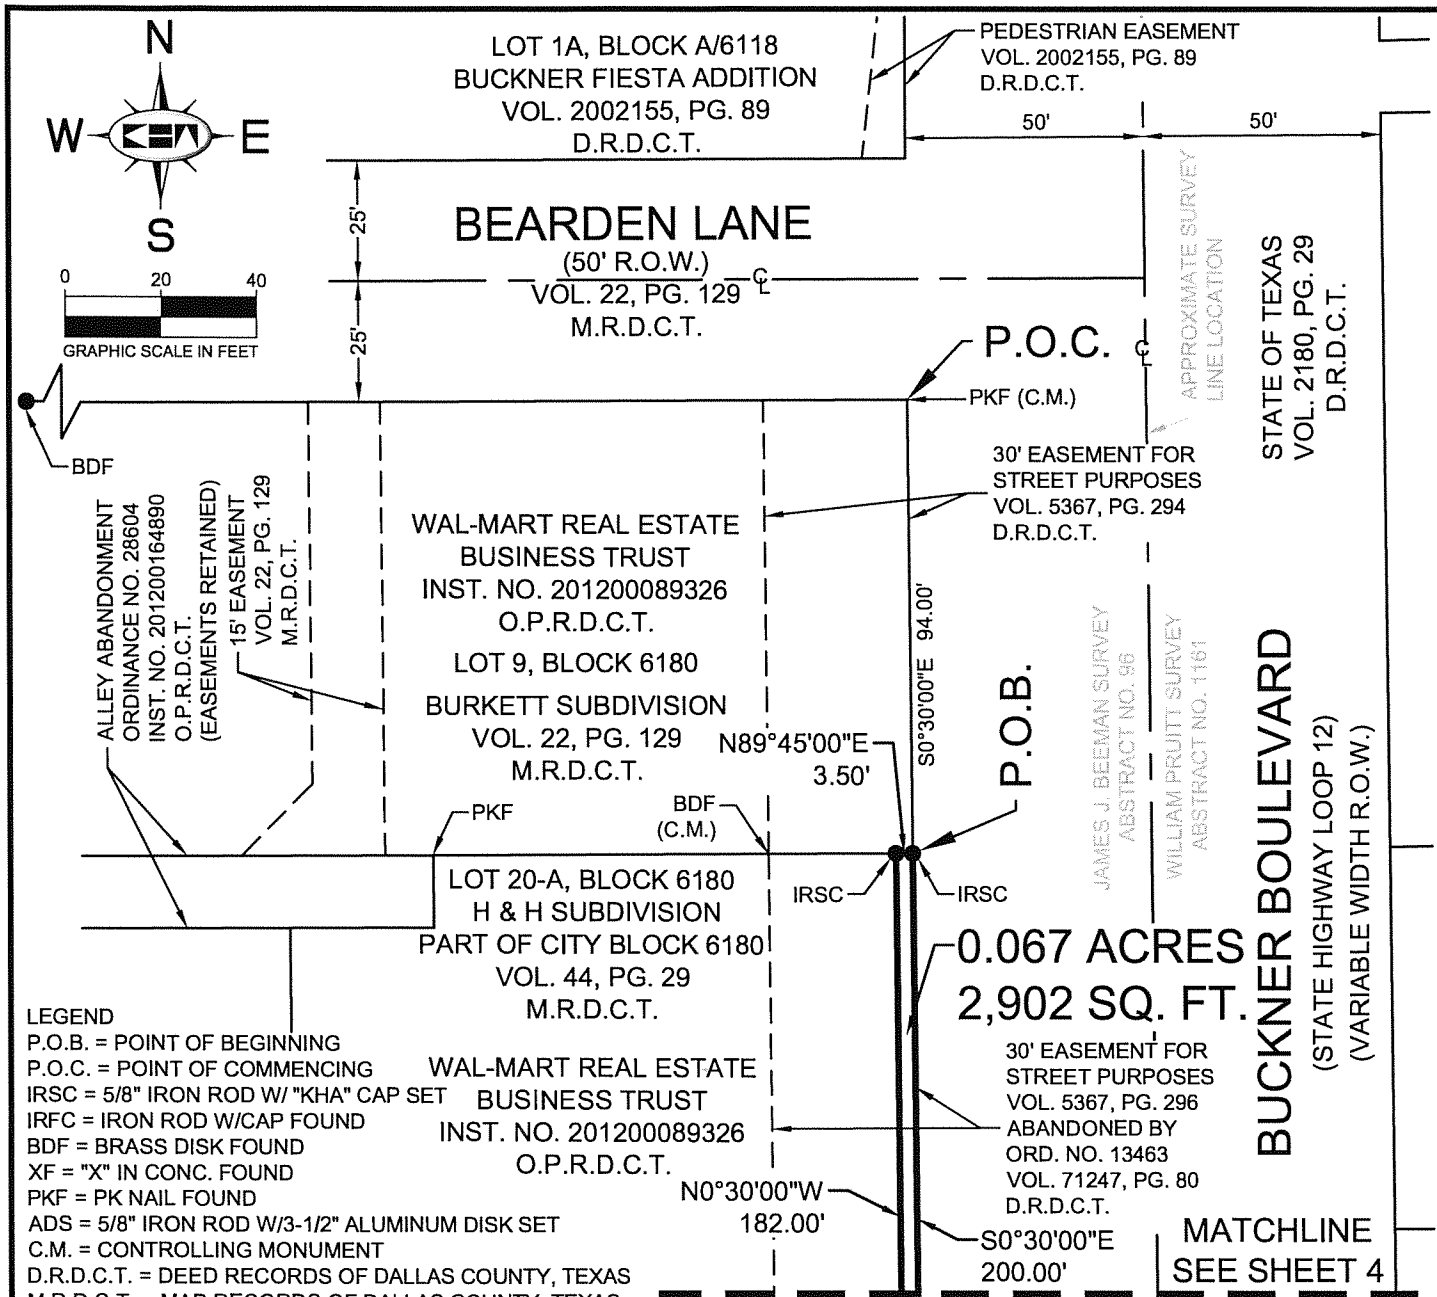 N
W
E
S
0 20 40
GRAPHIC SCALE IN FEET
LOT 1A, BLOCK A/6118
BUCKNER FIESTA ADDITION
VOL. 2002155, PG. 89
D.R.D.C.T.
PEDESTRIAN EASEMENT
VOL. 2002155, PG. 89
D.R.D.C.T.
50'
50'
25'
25'
BEARDEN LANE
(50' R.O.W.)
VOL. 22, PG. 129
M.R.D.C.T.
APPROXIMATE SURVEY
LINE LOCATION
STATE OF TEXAS
VOL. 2180, PG. 29
D.R.D.C.T.
P.O.C.
PKF (C.M.)
BDF
30' EASEMENT FOR
STREET PURPOSES
VOL. 5367, PG. 294
D.R.D.C.T.
ALLEY ABANDONMENT
ORDINANCE NO. 28604
INST. NO. 201200164890
O.P.R.D.C.T.
(EASEMENTS RETAINED)
15' EASEMENT
VOL. 22, PG. 129
M.R.D.C.T.
WAL-MART REAL ESTATE
BUSINESS TRUST
INST. NO. 201200089326
O.P.R.D.C.T.
LOT 9, BLOCK 6180
BURKETT SUBDIVISION
VOL. 22, PG. 129
M.R.D.C.T.
S0°30'00"E 94.00'
N89°45'00"E
3.50'
P.O.B.
JAMES J. BEEMAN SURVEY
ABSTRACT NO. 96
WILLIAM PRUITT SURVEY
ABSTRACT NO. 1161
BUCKNER BOULEVARD
(STATE HIGHWAY LOOP 12)
(VARIABLE WIDTH R.O.W.)
PKF
BDF
(C.M.)
IRSC
IRSC
LOT 20-A, BLOCK 6180
H & H SUBDIVISION
PART OF CITY BLOCK 6180
VOL. 44, PG. 29
M.R.D.C.T.
0.067 ACRES
2,902 SQ. FT.
WAL-MART REAL ESTATE
BUSINESS TRUST
INST. NO. 201200089326
O.P.R.D.C.T.
30' EASEMENT FOR
STREET PURPOSES
VOL. 5367, PG. 296
ABANDONED BY
ORD. NO. 13463
VOL. 71247, PG. 80
D.R.D.C.T.
N0°30'00"W
182.00'
S0°30'00"E
200.00'
MATCHLINE
SEE SHEET 4
LEGEND
P.O.B. = POINT OF BEGINNING
P.O.C. = POINT OF COMMENCING
IRSC = 5/8" IRON ROD W/ "KHA" CAP SET
IRFC = IRON ROD W/CAP FOUND
BDF = BRASS DISK FOUND
XF = "X" IN CONC. FOUND
PKF = PK NAIL FOUND
ADS = 5/8" IRON ROD W/3-1/2" ALUMINUM DISK SET
C.M. = CONTROLLING MONUMENT
D.R.D.C.T. = DEED RECORDS OF DALLAS COUNTY, TEXAS
M.R.D.C.T. = MAP RECORDS OF DALLAS COUNTY, TEXAS